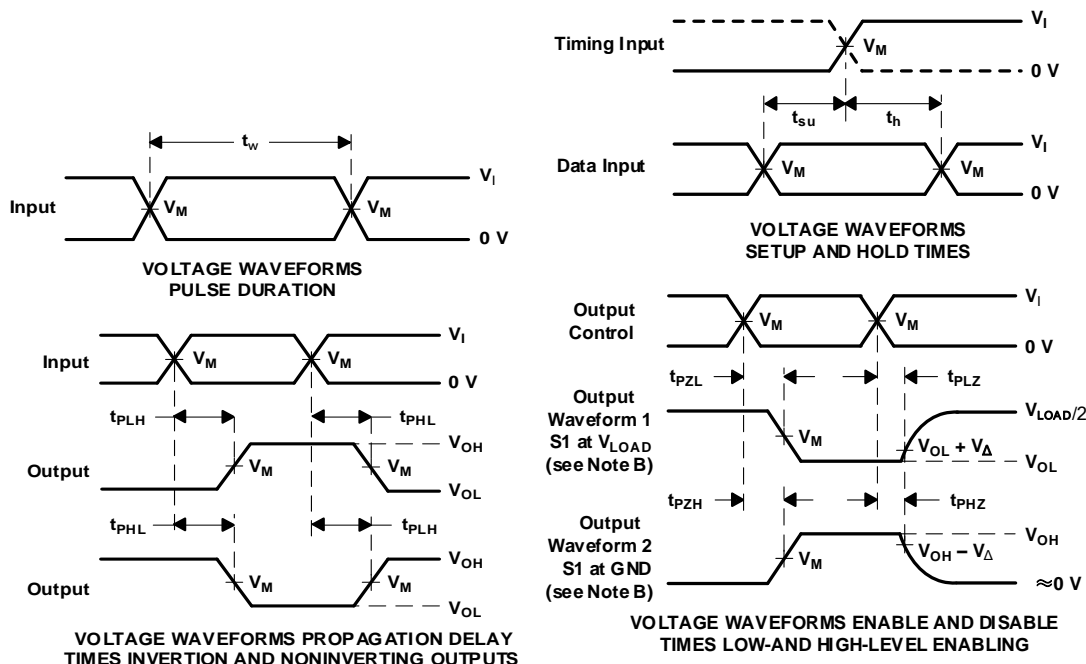 t_w
Input
V_M
V_M
V_I
0 V
VOLTAGE WAVEFORMS
PULSE DURATION
Timing Input
V_M
V_I
0 V
t_su
t_h
Data Input
V_M
V_M
V_I
0 V
VOLTAGE WAVEFORMS
SETUP AND HOLD TIMES
Input
V_M
V_M
V_I
0 V
t_PLH
t_PHL
Output
V_M
V_M
V_OH
V_OL
t_PHL
t_PLH
Output
V_M
V_M
V_OH
V_OL
VOLTAGE WAVEFORMS PROPAGATION DELAY
TIMES INVERTION AND NONINVERTING OUTPUTS
Output
Control
V_M
V_M
V_I
0 V
t_PZL
t_PLZ
Output
Waveform 1
S1 at V_LOAD
(see Note B)
V_M
V_OL + V_Δ
V_LOAD/2
V_OL
t_PZH
t_PHZ
Output
Waveform 2
S1 at GND
(see Note B)
V_M
V_OH − V_Δ
V_OH
≈0 V
VOLTAGE WAVEFORMS ENABLE AND DISABLE
TIMES LOW-AND HIGH-LEVEL ENABLING